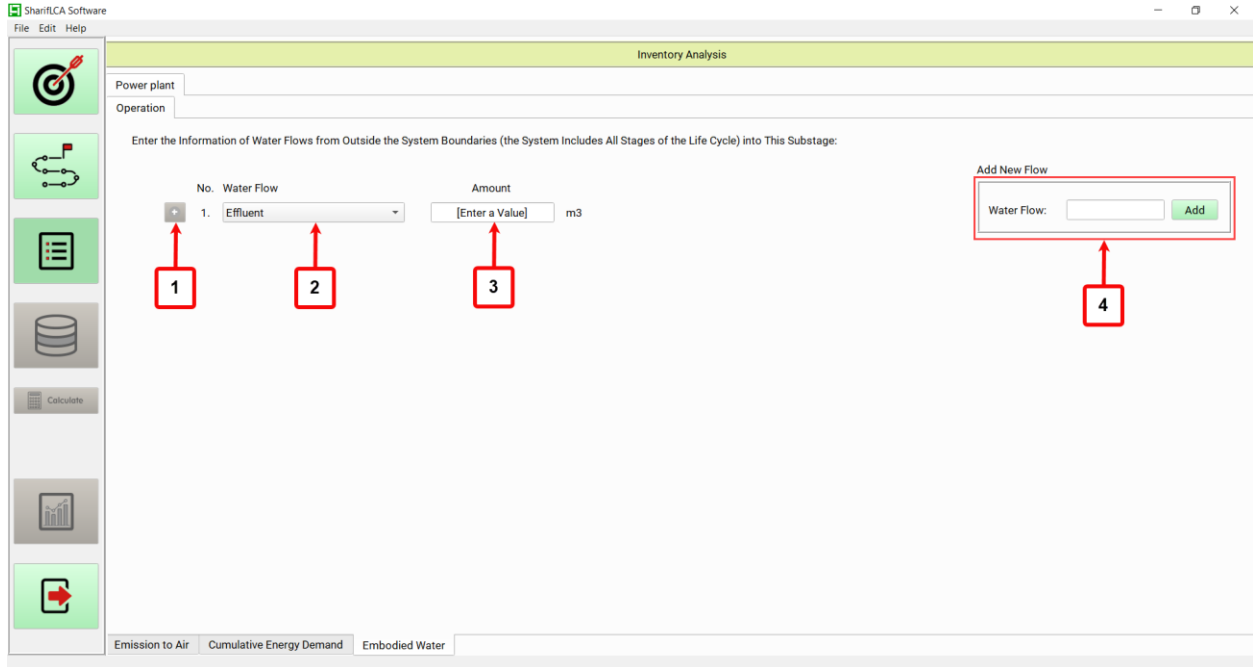 SharifLCA Software
File Edit Help
Inventory Analysis
Power plant
Operation
Enter the Information of Water Flows from Outside the System Boundaries (the System Includes All Stages of the Life Cycle) into This Substage:
Add New Flow
No. Water Flow Amount
Water Flow: Add
+ 1. Effluent [Enter a Value] m3
1 2 3
4
Calculate
Emission to Air Cumulative Energy Demand Embodied Water